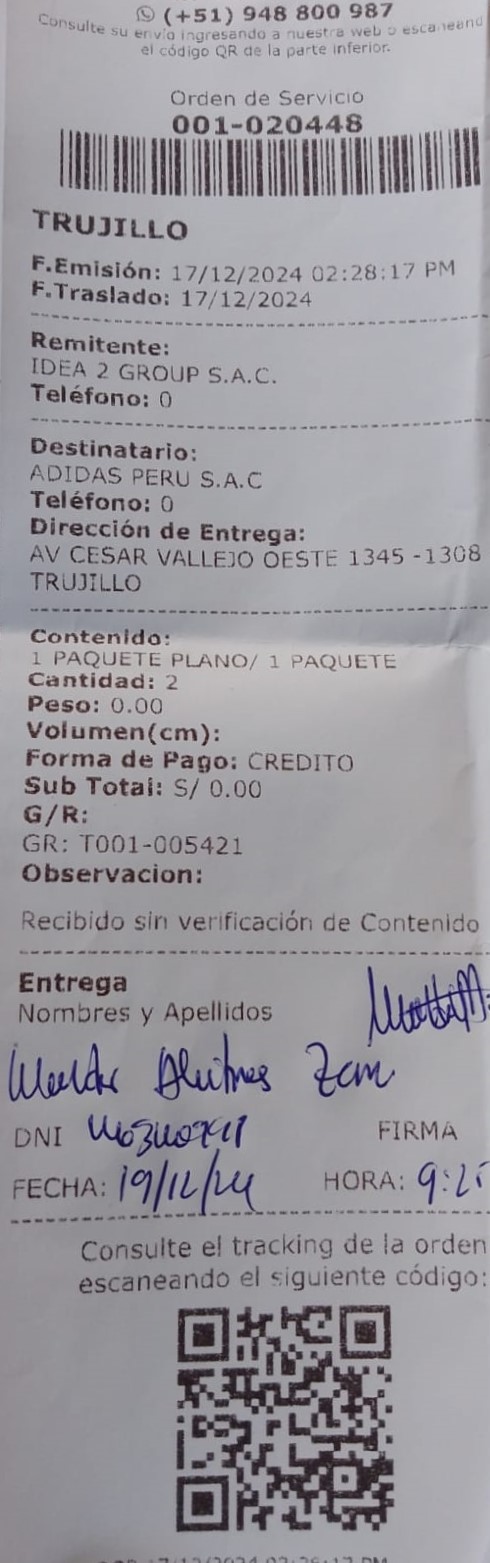 (+51) 948 800 987
Consulte su envío ingresando a nuestra web o escaneand
el código QR de la parte inferior.
Orden de Servicio
001-020448
TRUJILLO
F.Emisión: 17/12/2024 02:28:17 PM
F.Traslado: 17/12/2024
Remitente:
IDEA 2 GROUP S.A.C.
Teléfono: 0
Destinatario:
ADIDAS PERU S.A.C
Teléfono: 0
Dirección de Entrega:
AV CESAR VALLEJO OESTE 1345 -1308
TRUJILLO
Contenido:
1 PAQUETE PLANO/ 1 PAQUETE
Cantidad: 2
Peso: 0.00
Volumen(cm):
Forma de Pago: CREDITO
Sub Total: S/ 0.00
G/R:
GR: T001-005421
Observacion:
Recibido sin verificación de Contenido
Entrega
Nombres y Apellidos
DNI
FIRMA
FECHA: 19/12/24
HORA:
Consulte el tracking de la orden
escaneando el siguiente código: